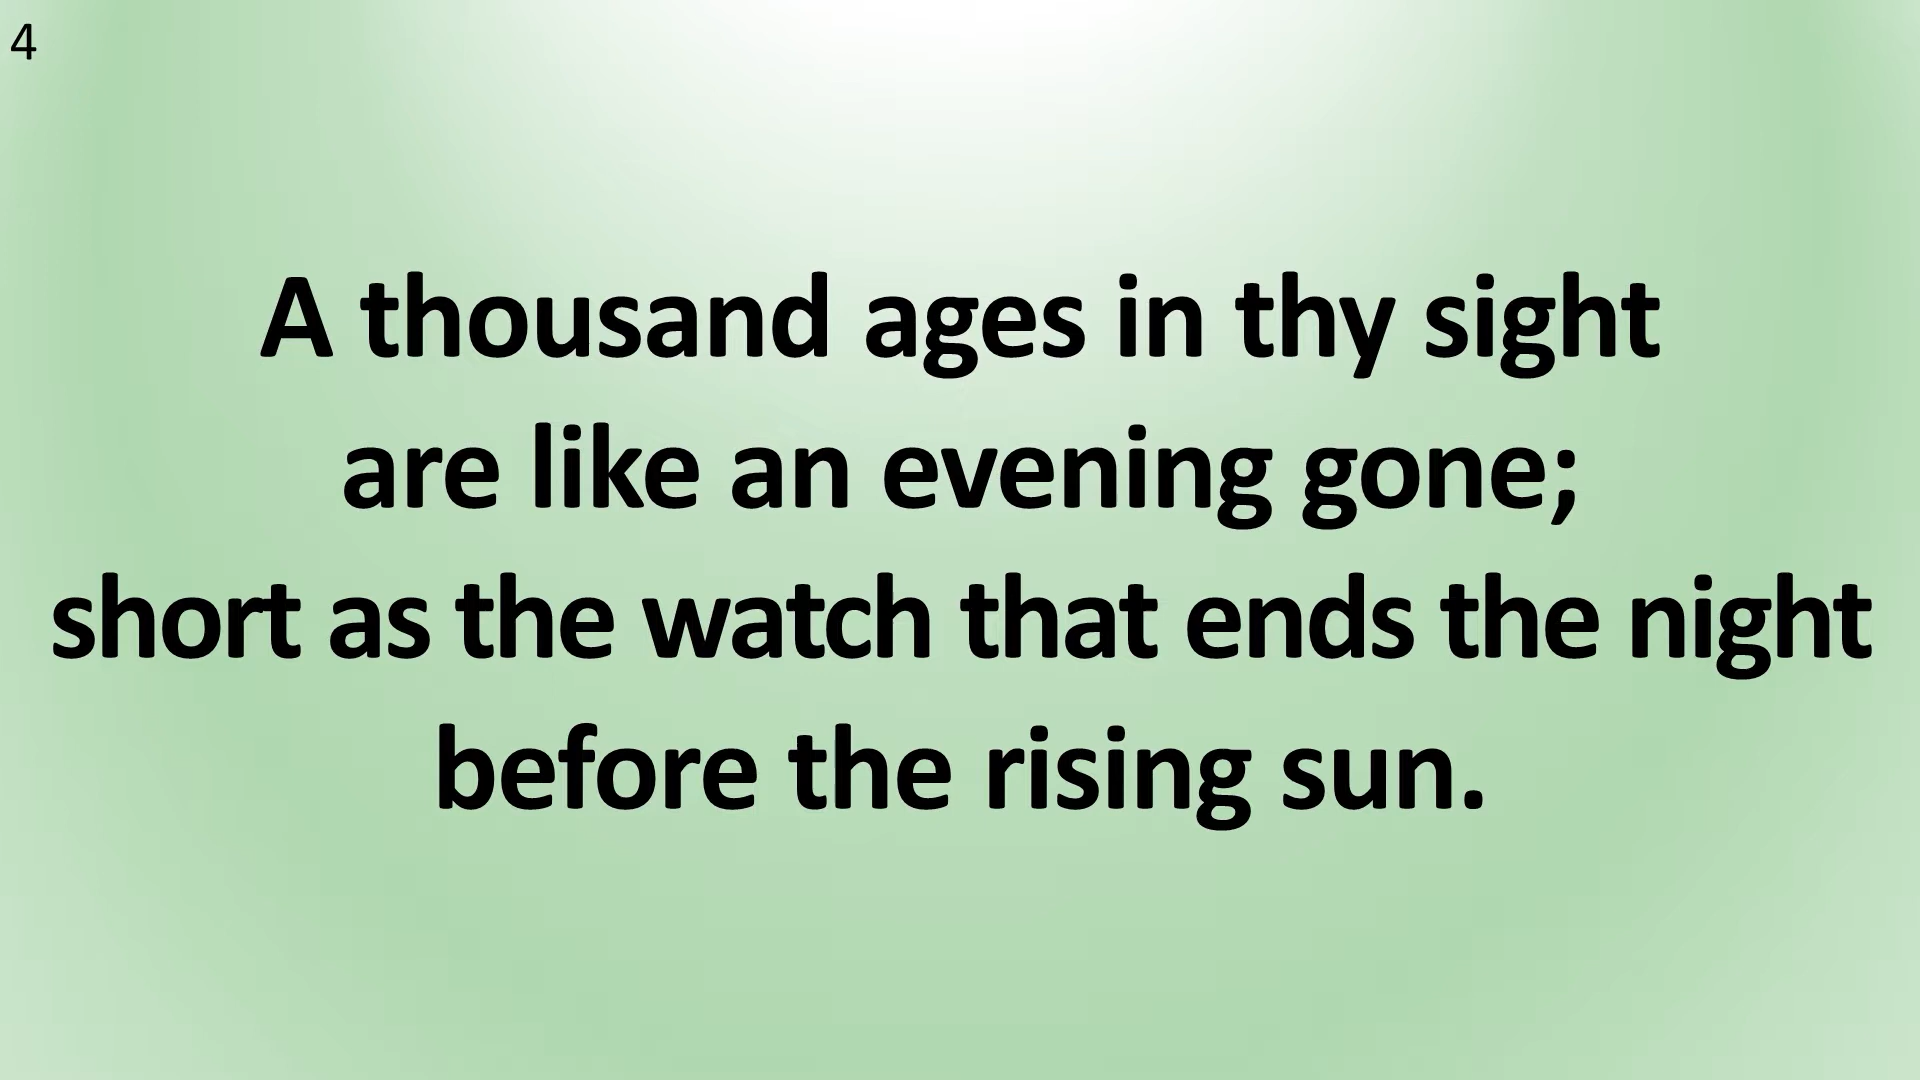 4
A thousand ages in thy sight
are like an evening gone;
short as the watch that ends the night
before the rising sun.